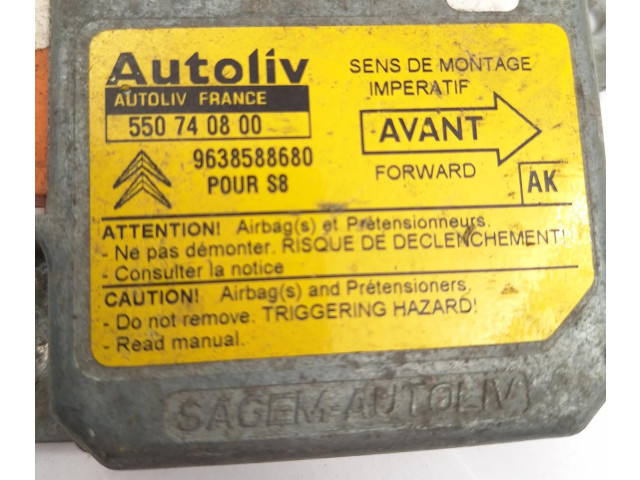 Autoliv
AUTOLIV FRANCE
550 74 08 00
9638588680
POUR S8
SENS DE MONTAGE
IMPERATIF
AVANT
FORWARD
AK
ATTENTION! Airbag(s) et Prétensionneurs.
- Ne pas démonter. RISQUE DE DECLENCHEMENT!
- Consulter la notice
CAUTION! Airbag(s) and Prétensioners.
- Do not remove. TRIGGERING HAZARD!
- Read manual.
SAGEM-AUTOLIV